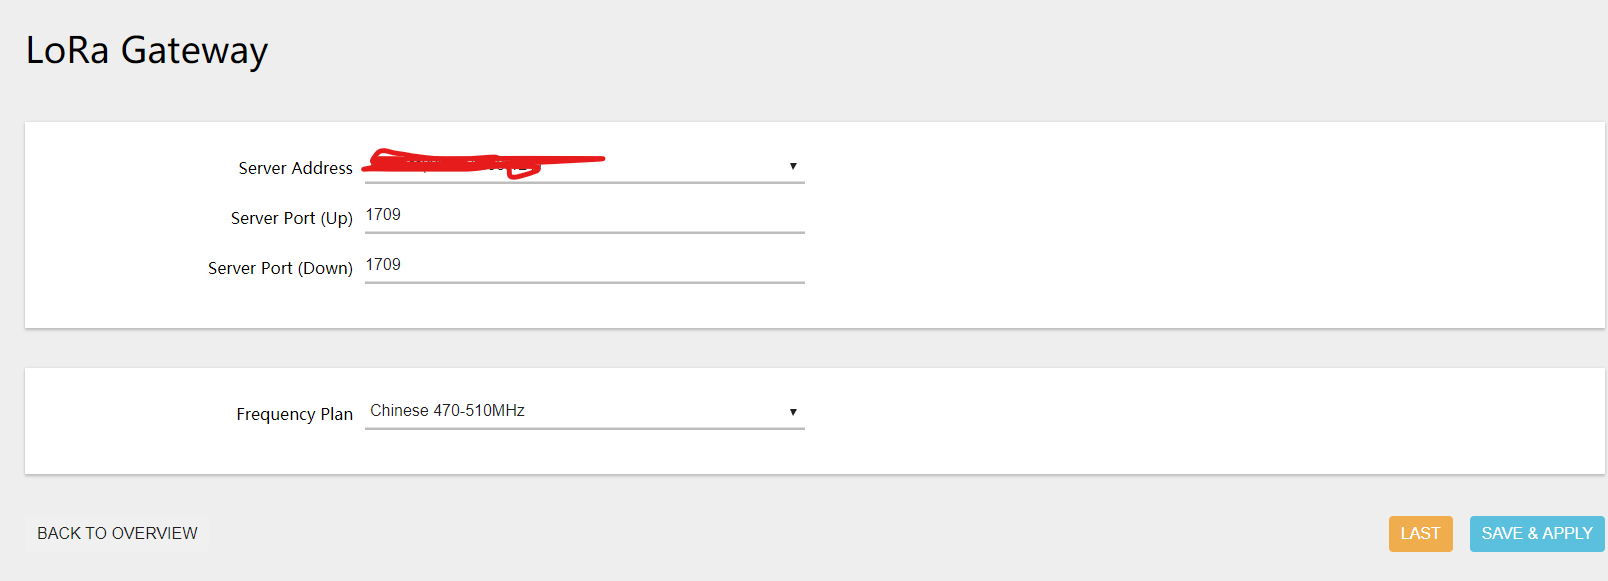 LoRa Gateway
Server Address
Server Port (Up) 1709
Server Port (Down) 1709
Frequency Plan Chinese 470-510MHz
BACK TO OVERVIEW LAST SAVE & APPLY